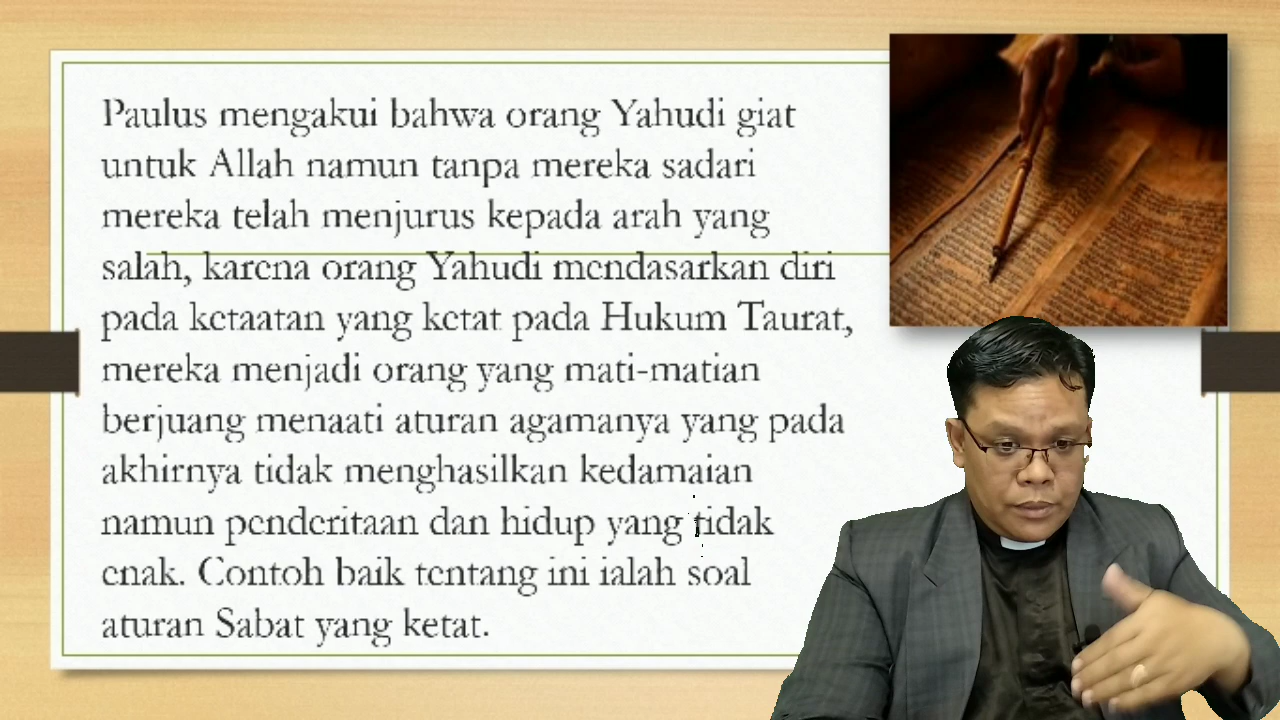 Paulus mengakui bahwa orang Yahudi giat
untuk Allah namun tanpa mereka sadari
mereka telah menjurus kepada arah yang
salah, karena orang Yahudi mendasarkan diri
pada ketaatan yang ketat pada Hukum Taurat,
mereka menjadi orang yang mati-matian
berjuang menaati aturan agamanya yang pada
akhirnya tidak menghasilkan kedamaian
namun penderitaan dan hidup yang tidak
enak. Contoh baik tentang ini ialah soal
aturan Sabat yang ketat.